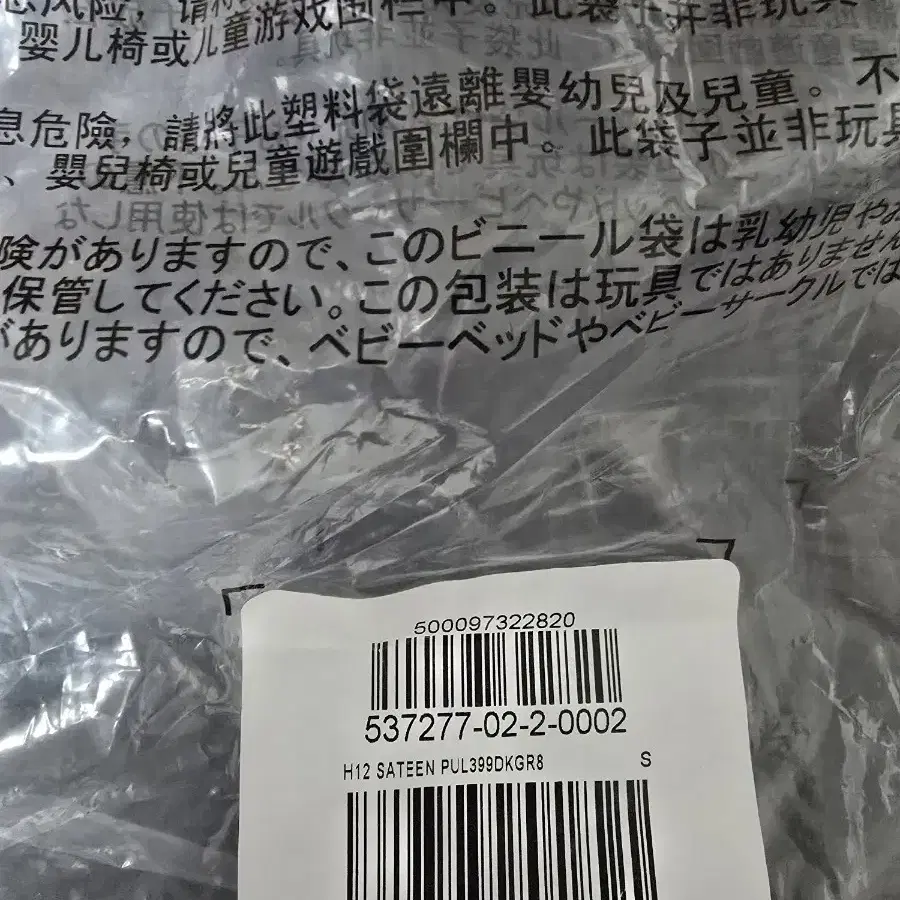 息风险，请将
婴儿椅或儿童游戏围栏中。此袋子并非玩具
息危險，請將此塑料袋遠離嬰幼兒及兒童。不
、嬰兒椅或兒童遊戲圍欄中。此袋子並非玩具
険がありますので、このビニール袋は乳幼児やお
保管してください。この包装は玩具ではありません
がありますので、ベビーベッドやベビーサークルでは
500097322820
537277-02-2-0002
H12 SATEEN PUL399DKGR8 S